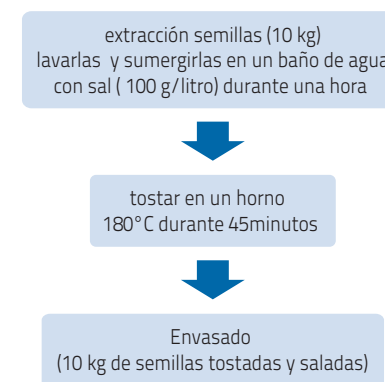 extracción semillas (10 kg)
lavarlas y sumergirlas en un baño de agua
con sal ( 100 g/litro) durante una hora
tostar en un horno
180°C durante 45minutos
Envasado
(10 kg de semillas tostadas y saladas)